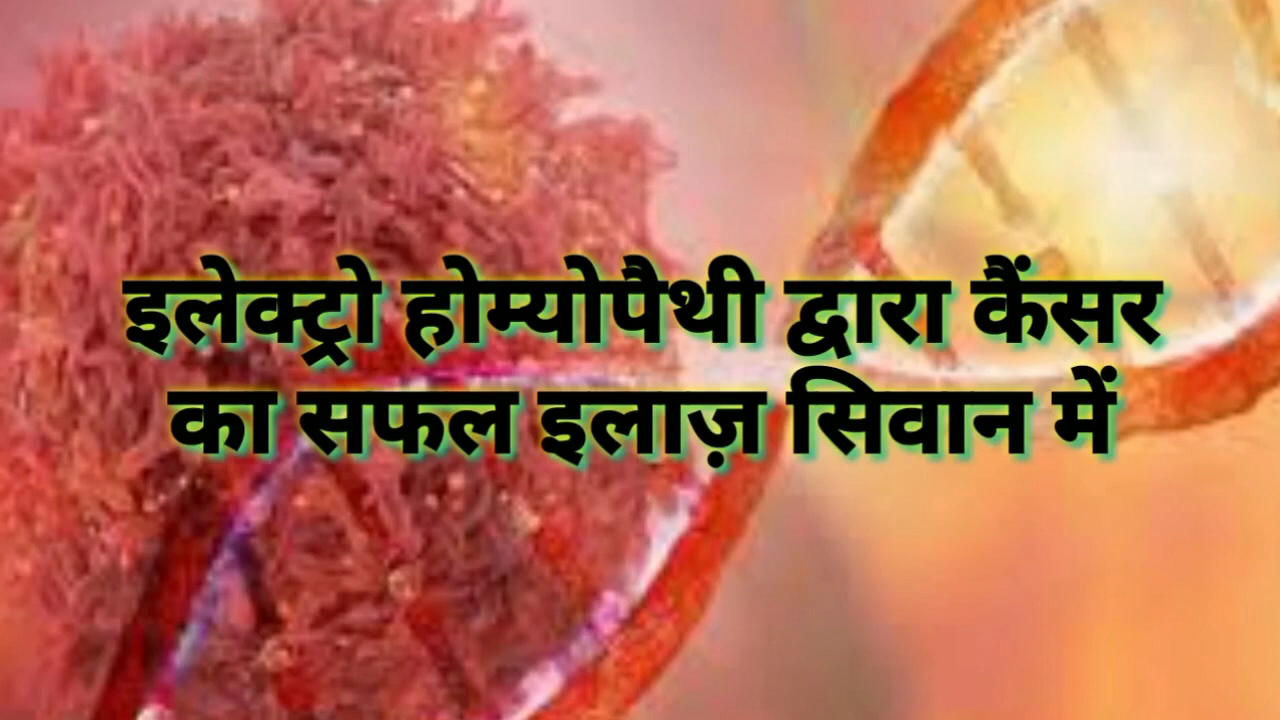 इलेक्ट्रो होम्योपैथी द्वारा कैंसर
का सफल इलाज़ सिवान में